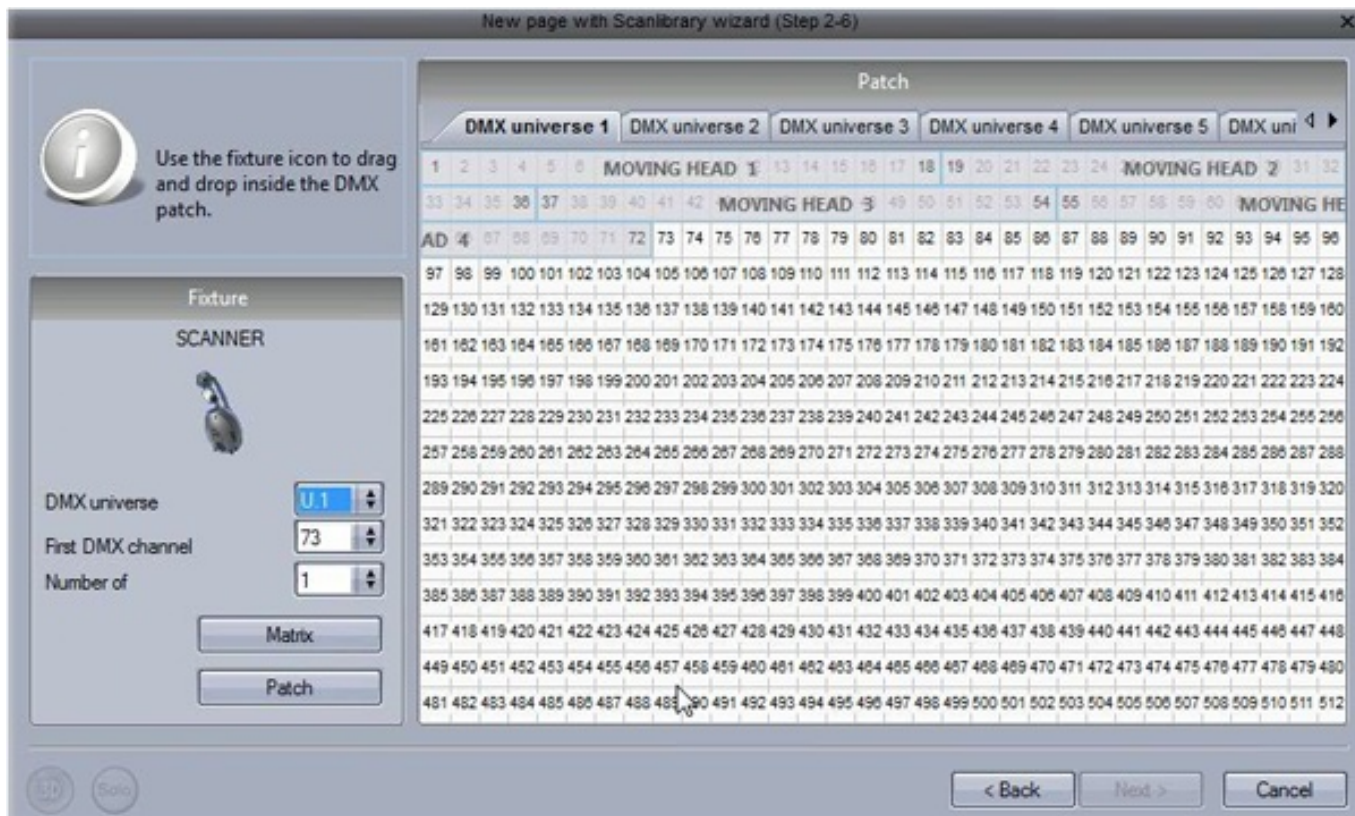 New page with Scanlibrary wizard (Step 2-6)
Use the fixture icon to drag
and drop inside the DMX
patch.
Fixture
SCANNER
DMX universe U.1
First DMX channel 73
Number of 1
Matrix
Patch
Patch
DMX universe 1 DMX universe 2 DMX universe 3 DMX universe 4 DMX universe 5 DMX uni
1 2 3 4 5 6 MOVING HEAD 1 13 14 15 16 17 18 19 20 21 22 23 24 MOVING HEAD 2 31 32
33 34 35 36 37 38 39 40 41 42 MOVING HEAD 3 49 50 51 52 53 54 55 56 57 58 59 60 MOVING HE
AD 4 67 68 69 70 71 72 73 74 75 76 77 78 79 80 81 82 83 84 85 86 87 88 89 90 91 92 93 94 95 96
97 98 99 100 101 102 103 104 105 106 107 108 109 110 111 112 113 114 115 116 117 118 119 120 121 122 123 124 125 126 127 128
129 130 131 132 133 134 135 136 137 138 139 140 141 142 143 144 145 146 147 148 149 150 151 152 153 154 155 156 157 158 159 160
161 162 163 164 165 166 167 168 169 170 171 172 173 174 175 176 177 178 179 180 181 182 183 184 185 186 187 188 189 190 191 192
193 194 195 196 197 198 199 200 201 202 203 204 205 206 207 208 209 210 211 212 213 214 215 216 217 218 219 220 221 222 223 224
225 226 227 228 229 230 231 232 233 234 235 236 237 238 239 240 241 242 243 244 245 246 247 248 249 250 251 252 253 254 255 256
257 258 259 260 261 262 263 264 265 266 267 268 269 270 271 272 273 274 275 276 277 278 279 280 281 282 283 284 285 286 287 288
289 290 291 292 293 294 295 296 297 298 299 300 301 302 303 304 305 306 307 308 309 310 311 312 313 314 315 316 317 318 319 320
321 322 323 324 325 326 327 328 329 330 331 332 333 334 335 336 337 338 339 340 341 342 343 344 345 346 347 348 349 350 351 352
353 354 355 356 357 358 359 360 361 362 363 364 365 366 367 368 369 370 371 372 373 374 375 376 377 378 379 380 381 382 383 384
385 386 387 388 389 390 391 392 393 394 395 396 397 398 399 400 401 402 403 404 405 406 407 408 409 410 411 412 413 414 415 416
417 418 419 420 421 422 423 424 425 426 427 428 429 430 431 432 433 434 435 436 437 438 439 440 441 442 443 444 445 446 447 448
449 450 451 452 453 454 455 456 457 458 459 460 461 462 463 464 465 466 467 468 469 470 471 472 473 474 475 476 477 478 479 480
481 482 483 484 485 486 487 488 489 490 491 492 493 494 495 496 497 498 499 500 501 502 503 504 505 506 507 508 509 510 511 512
3D Solo
< Back Next > Cancel